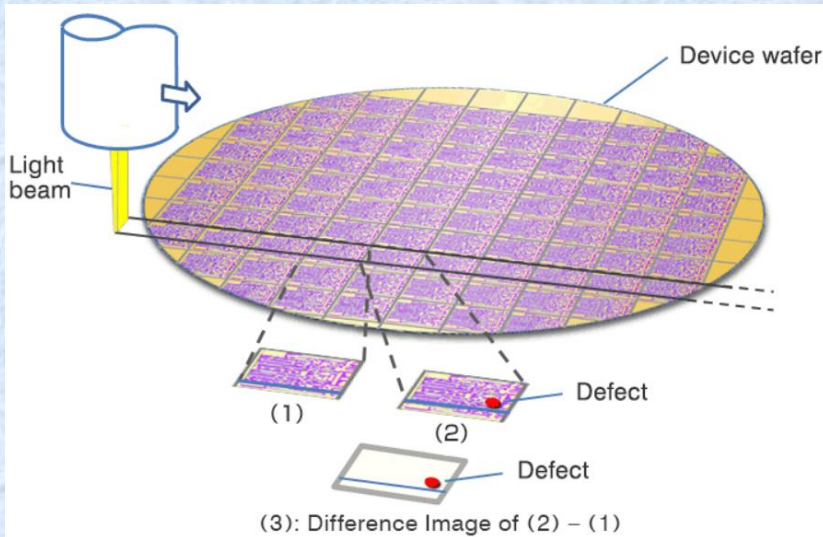 Device wafer
Light
beam
Defect
(1)
(2)
Defect
(3): Difference Image of (2) – (1)